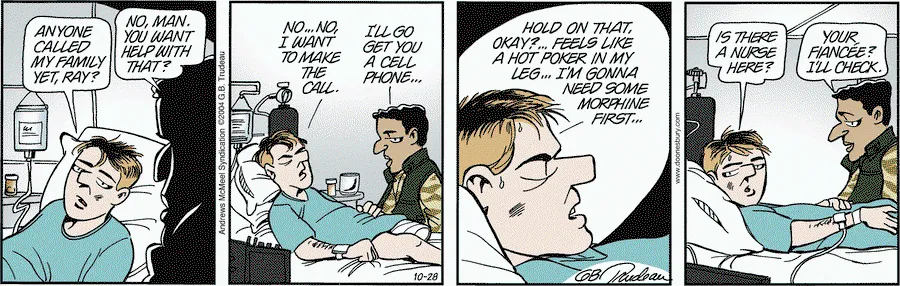 ANYONE
CALLED
MY FAMILY
YET, RAY?
NO, MAN.
YOU WANT
HELP WITH
THAT?
Andrews McMeel Syndication ©2004 G.B. Trudeau
NO...NO,
I WANT
TO MAKE
THE
CALL.
I'LL GO
GET YOU
A CELL
PHONE...
10-28
HOLD ON THAT,
OKAY?... FEELS LIKE
A HOT POKER IN MY
LEG... I'M GONNA
NEED SOME
MORPHINE
FIRST...
GB Trudeau
www.doonesbury.com
IS THERE
A NURSE
HERE?
YOUR
FIANCÉE?
I'LL CHECK.